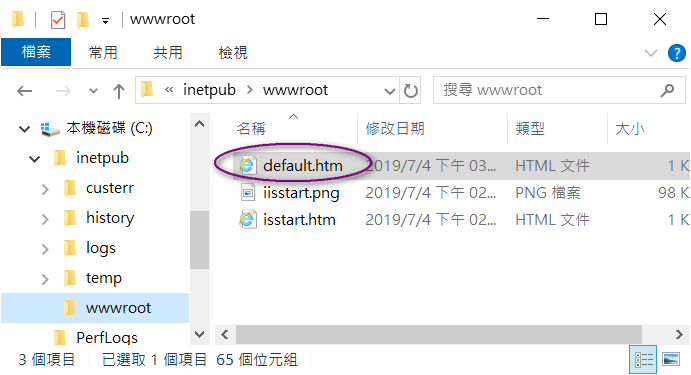 wwwroot
檔案 常用 共用 檢視
« inetpub › wwwroot 搜尋 wwwroot
名稱 修改日期 類型 大小
本機磁碟 (C:)
inetpub
custerr
history
logs
temp
wwwroot
PerfLogs
default.htm 2019/7/4 下午 03... HTML 文件 1 K
iisstart.png 2019/7/4 下午 02... PNG 檔案 98 K
isstart.htm 2019/7/4 下午 02... HTML 文件 1 K
3 個項目 已選取 1 個項目 65 個位元組